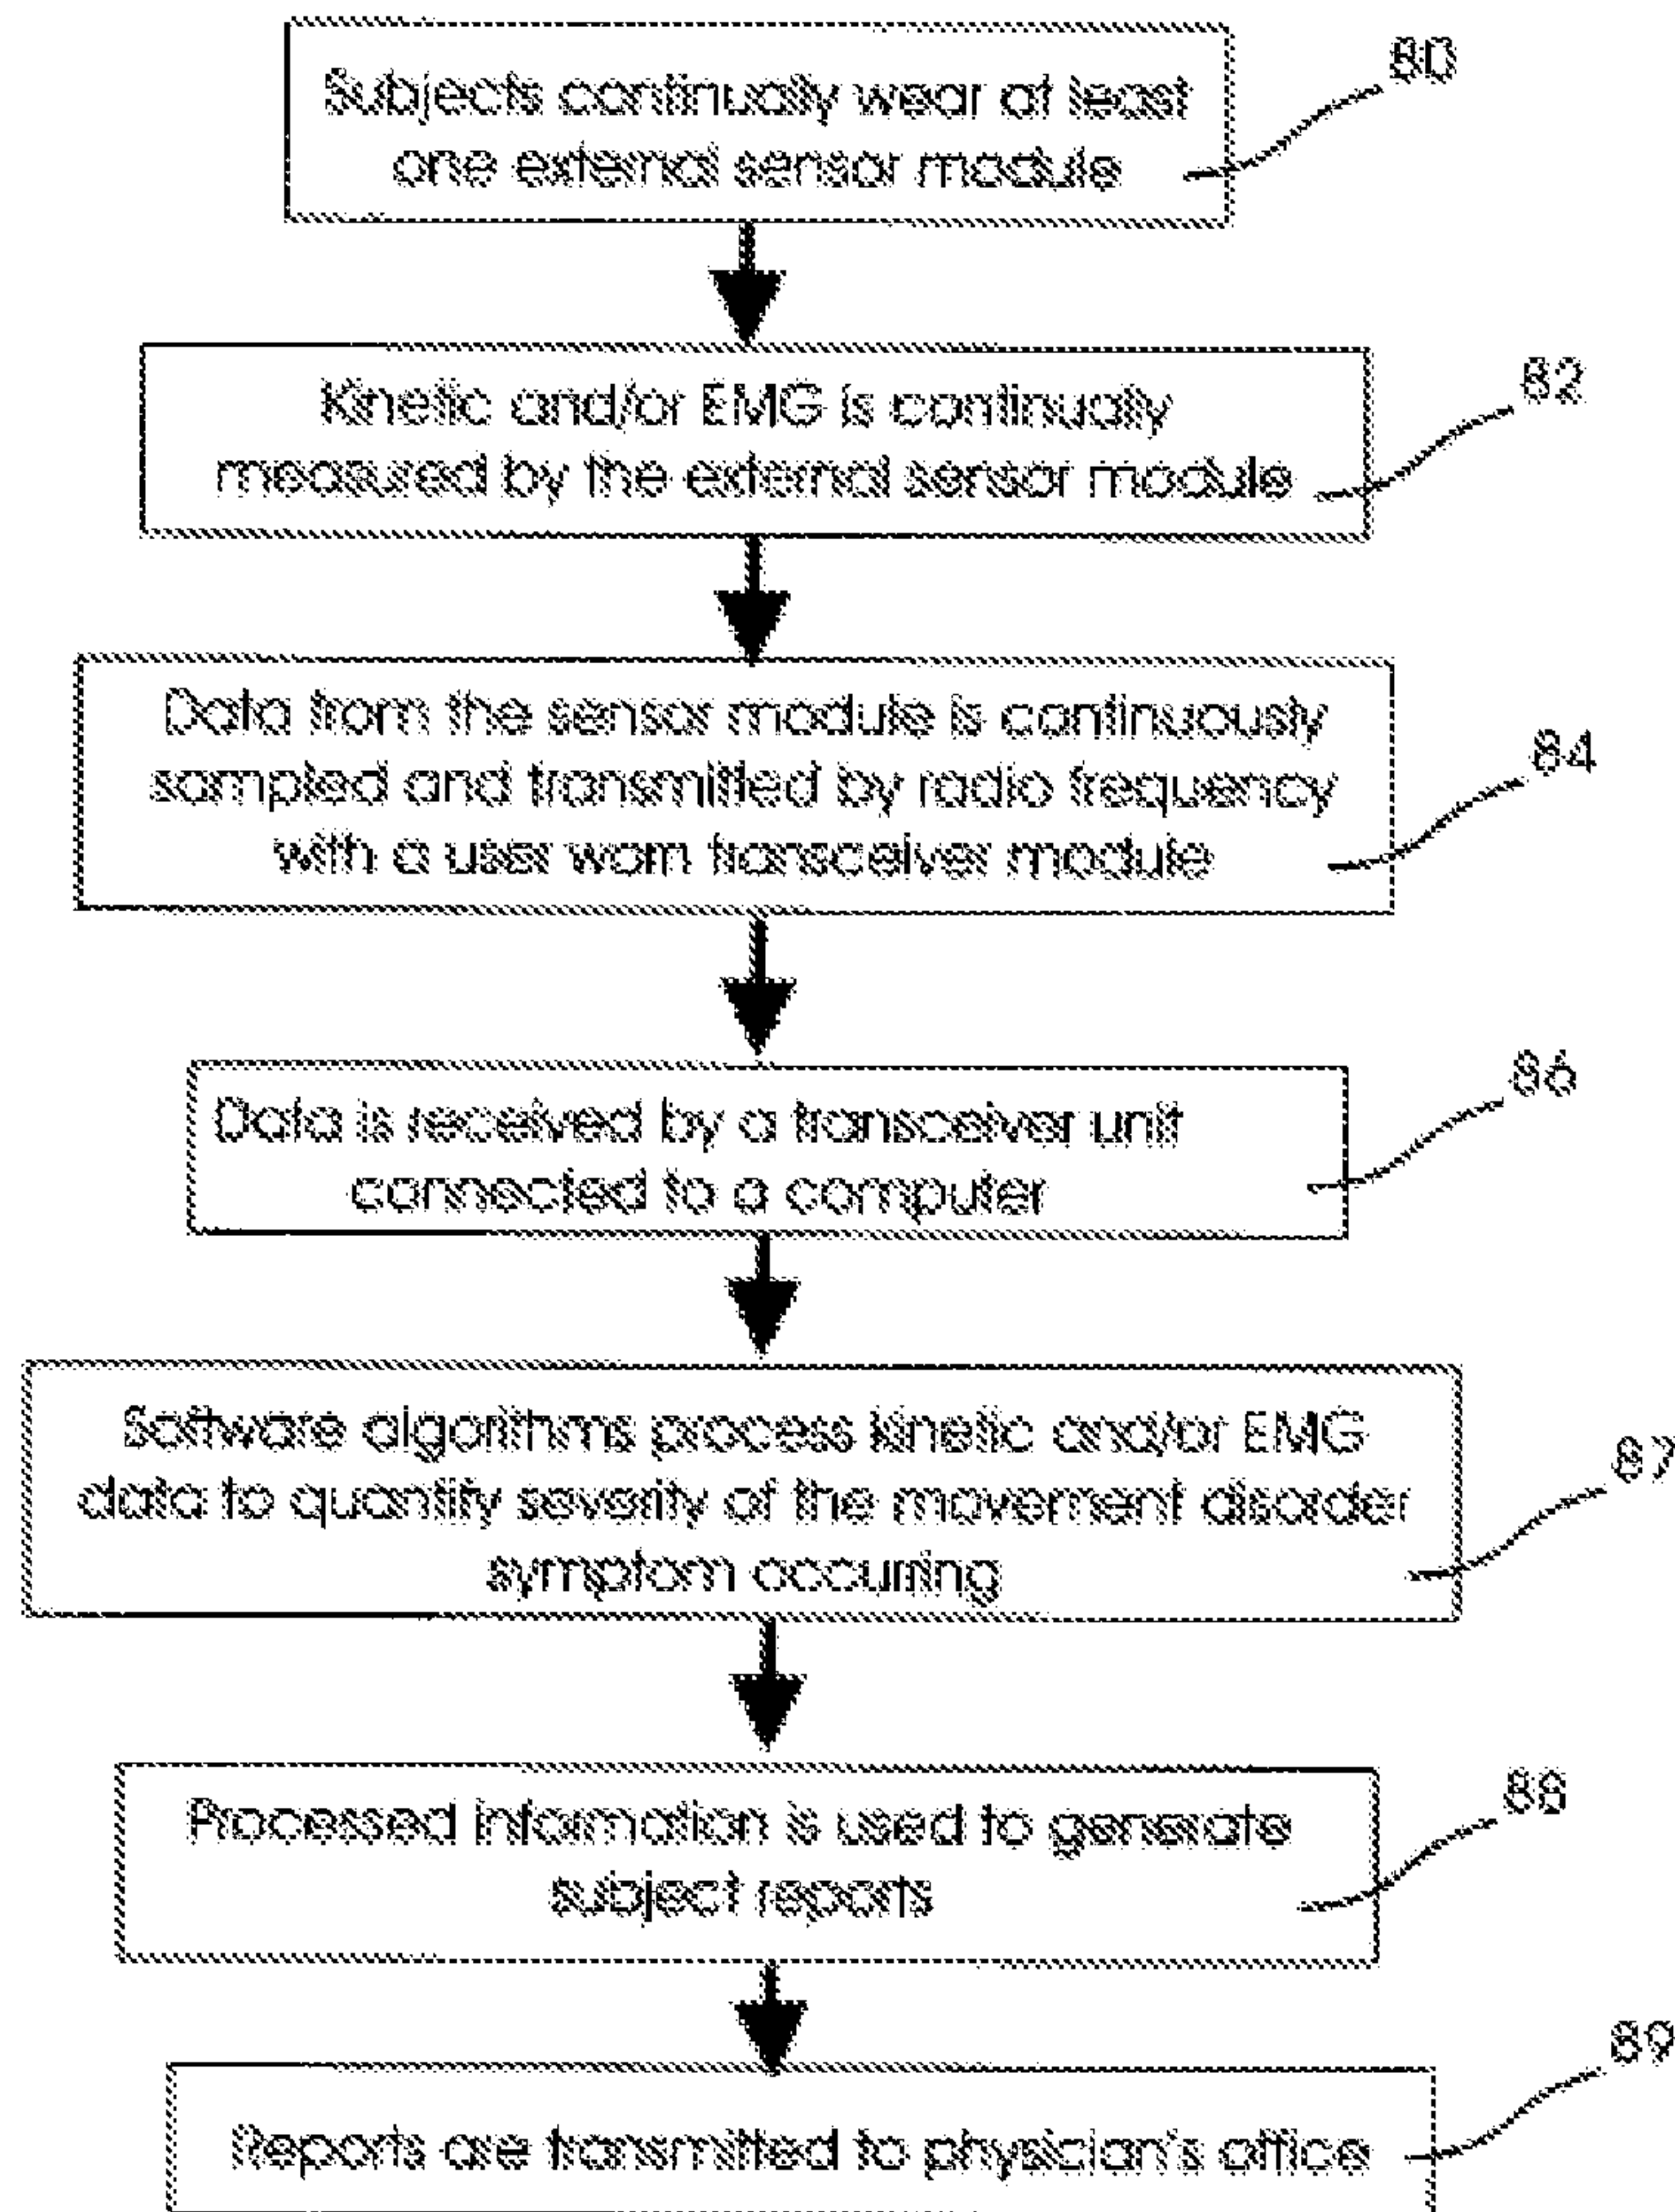 Subjects continually wear at least
one external sensor module
80
Kinetic and/or EMG is continually
measured by the external sensor module
82
Data from the sensor module is continuously
sampled and transmitted by radio frequency
with a user worn transceiver module
84
Data is received by a transceiver unit
connected to a computer
86
Software algorithms process kinetic and/or EMG
data to quantify severity of the movement disorder
symptom occurring
87
Processed information is used to generate
subject reports
88
Reports are transmitted to physician's office
89